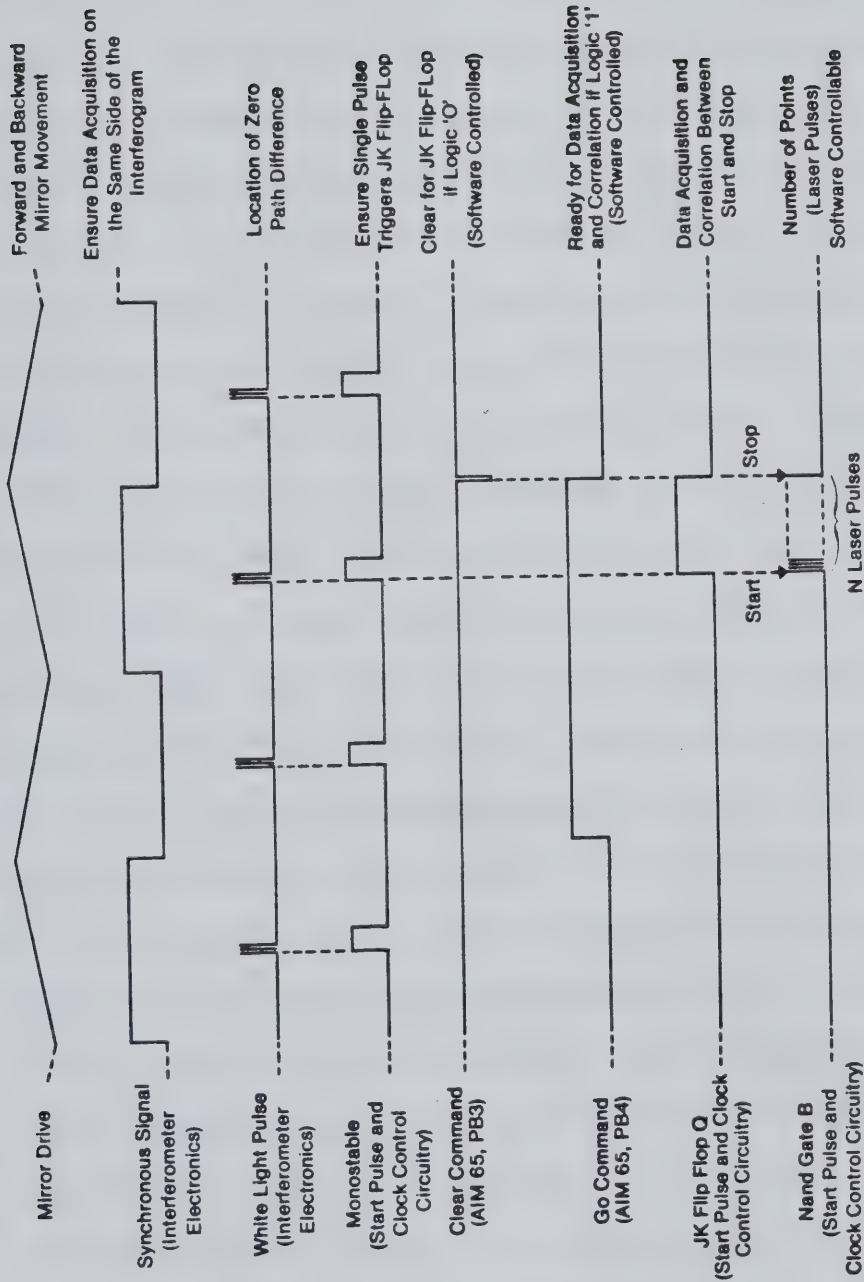 Mirror Drive
Forward and Backward
Mirror Movement
Synchronous Signal
(Interferometer
Electronics)
Ensure Data Acquisition on
the Same Side of the
Interferogram
White Light Pulse
(Interferometer
Electronics)
Location of Zero
Path Difference
Monostable
(Start Pulse and
Clock Control
Circuitry)
Ensure Single Pulse
Triggers JK Flip-FLop
Clear Command
(AIM 65, PB3)
Clear for JK Flip-FLop
if Logic 'O'
(Software Controlled)
Go Command
(AIM 65, PB4)
Ready for Data Acquisition
and Correlation if Logic '1'
(Software Controlled)
JK Flip Flop Q
(Start Pulse and Clock
Control Circuitry)
Data Acquisition and
Correlation Between
Start and Stop
Start
Stop
Nand Gate B
(Start Pulse and
Clock Control Circuitry)
Number of Points
(Laser Pulses)
Software Controllable
N Laser Pulses